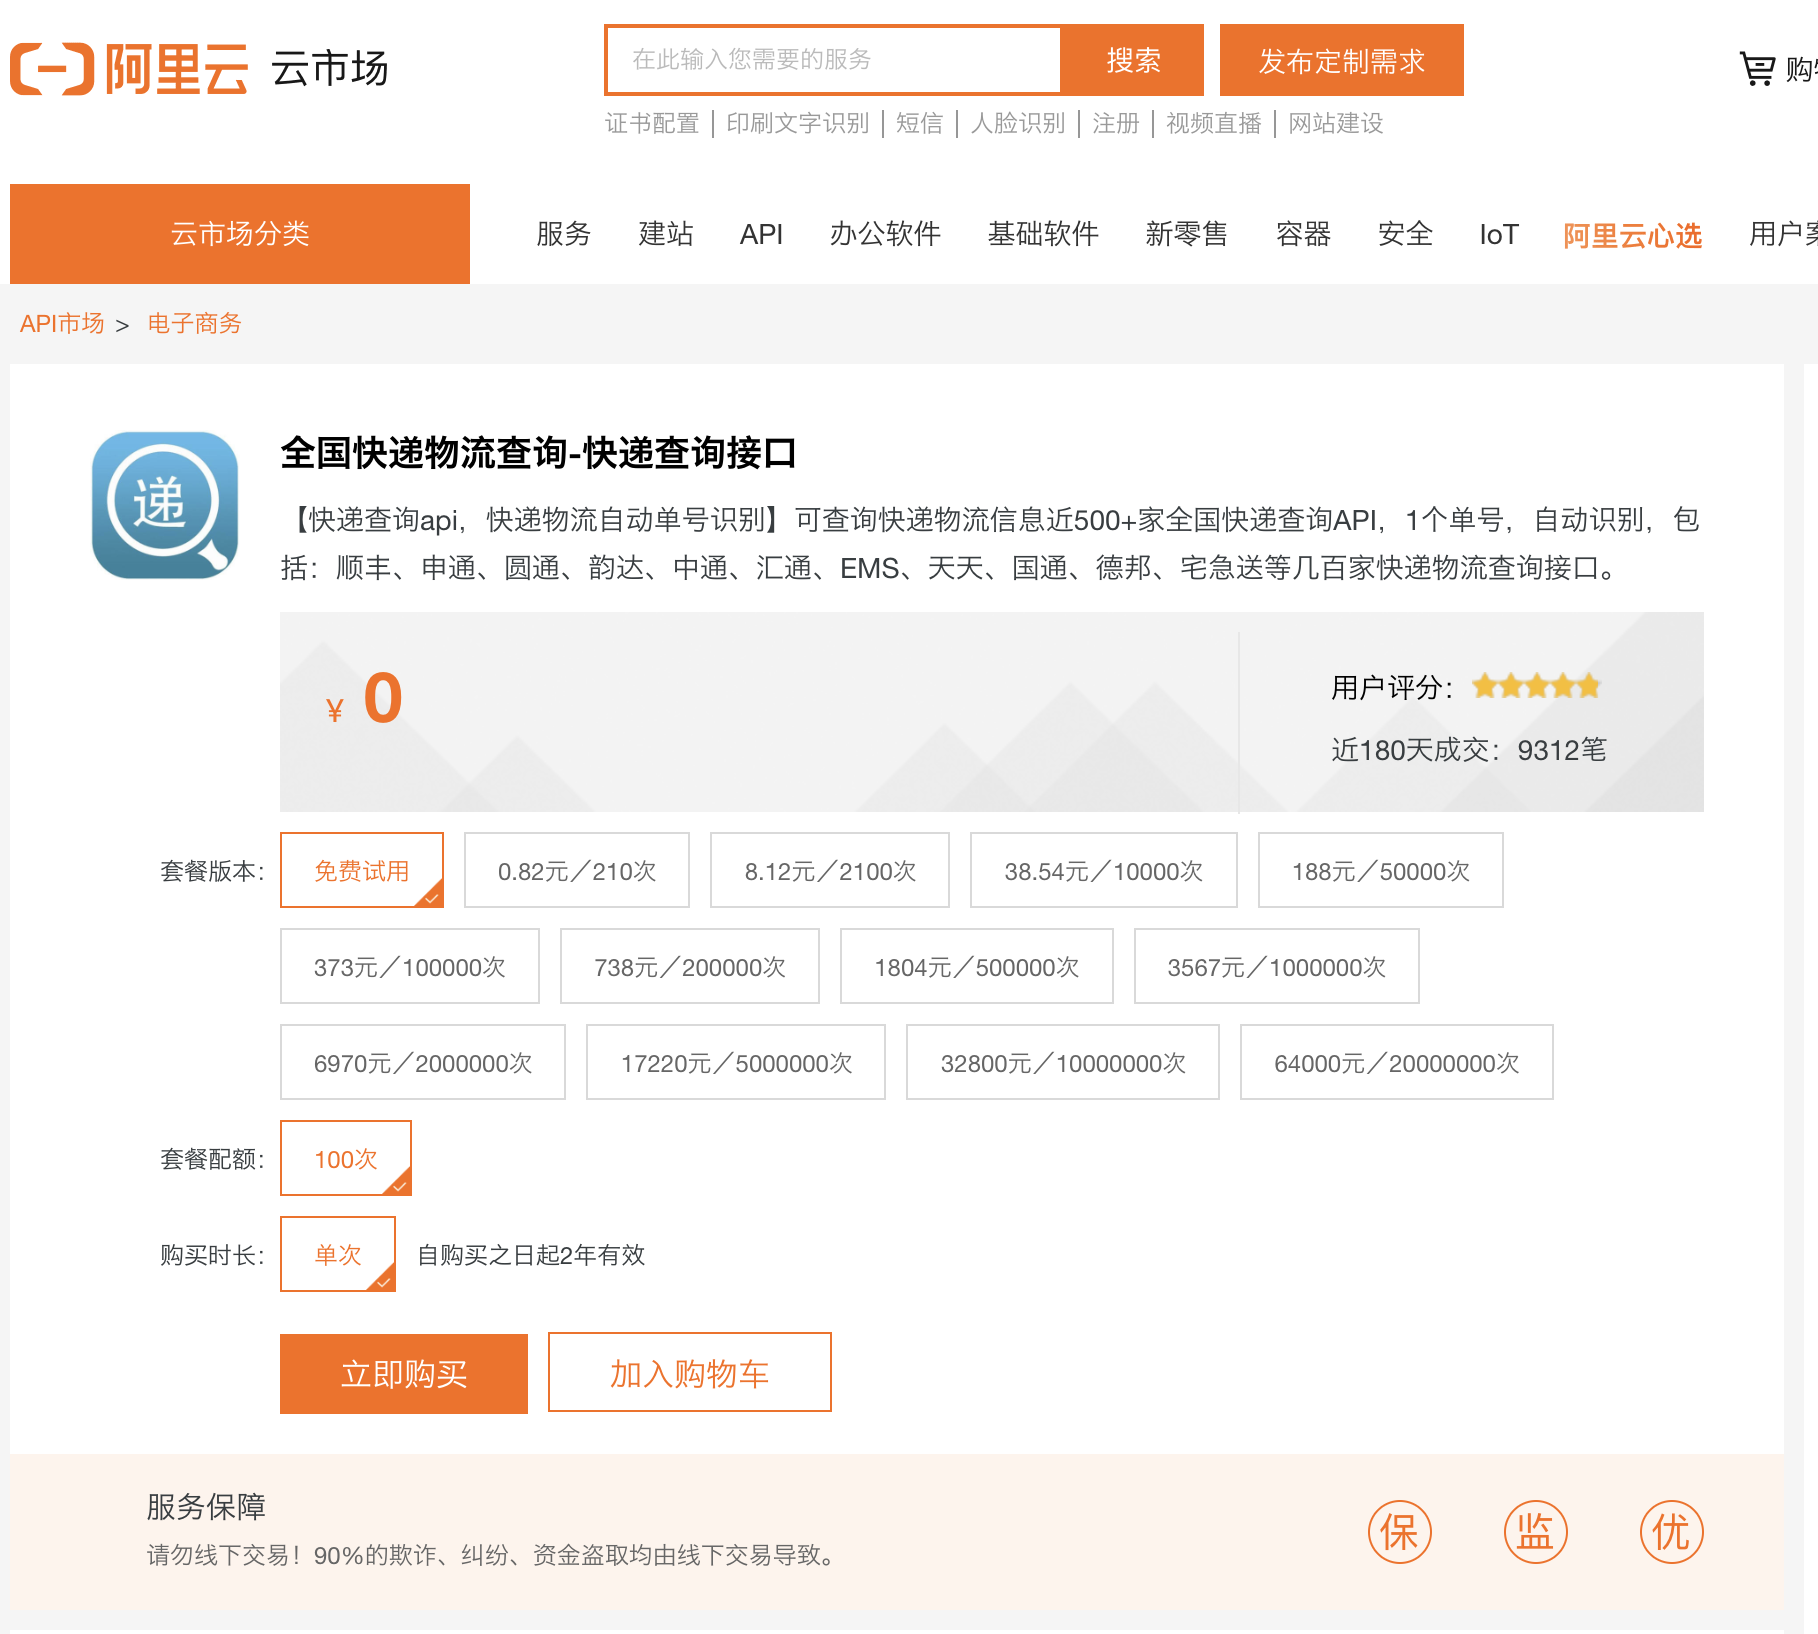 阿里云 云市场
在此输入您需要的服务 搜索 发布定制需求
证书配置 | 印刷文字识别 | 短信 | 人脸识别 | 注册 | 视频直播 | 网站建设
云市场分类 服务 建站 API 办公软件 基础软件 新零售 容器 安全 IoT 阿里云心选 用户
API市场 > 电子商务
递
全国快递物流查询-快递查询接口
【快递查询api，快递物流自动单号识别】可查询快递物流信息近500+家全国快递查询API，1个单号，自动识别，包
括：顺丰、申通、圆通、韵达、中通、汇通、EMS、天天、国通、德邦、宅急送等几百家快递物流查询接口。
¥ 0
用户评分：
近180天成交：9312笔
套餐版本： 免费试用 0.82元／210次 8.12元／2100次 38.54元／10000次 188元／50000次
373元／100000次 738元／200000次 1804元／500000次 3567元／1000000次
6970元／2000000次 17220元／5000000次 32800元／10000000次 64000元／20000000次
套餐配额： 100次
购买时长： 单次 自购买之日起2年有效
立即购买 加入购物车
服务保障
请勿线下交易！90%的欺诈、纠纷、资金盗取均由线下交易导致。
保 监 优